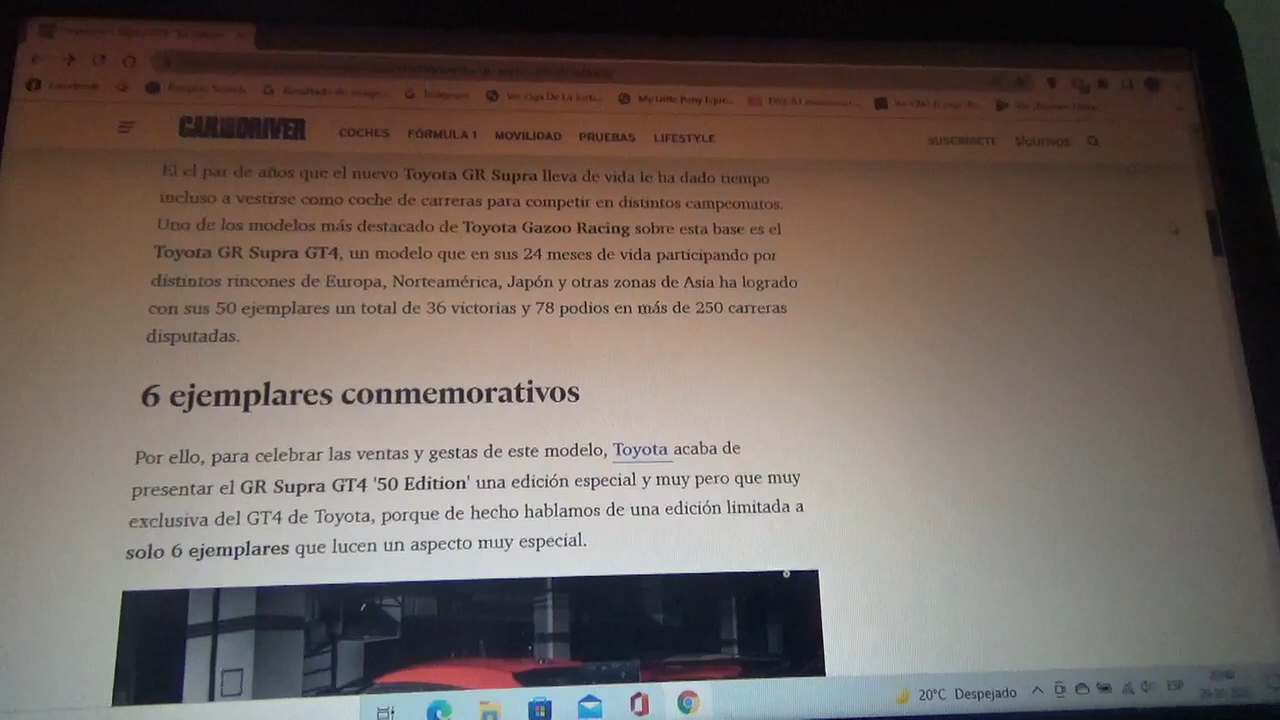 CAR AND DRIVER
COCHES FÓRMULA 1 MOVILIDAD PRUEBAS LIFESTYLE SUSCRÍBETE SÍGUENOS
El el par de años que el nuevo Toyota GR Supra lleva de vida le ha dado tiempo
incluso a vestirse como coche de carreras para competir en distintos campeonatos.
Uno de los modelos más destacado de Toyota Gazoo Racing sobre esta base es el
Toyota GR Supra GT4, un modelo que en sus 24 meses de vida participando por
distintos rincones de Europa, Norteamérica, Japón y otras zonas de Asia ha logrado
con sus 50 ejemplares un total de 36 victorias y 78 podios en más de 250 carreras
disputadas.
6 ejemplares conmemorativos
Por ello, para celebrar las ventas y gestas de este modelo, Toyota acaba de
presentar el GR Supra GT4 '50 Edition' una edición especial y muy pero que muy
exclusiva del GT4 de Toyota, porque de hecho hablamos de una edición limitada a
solo 6 ejemplares que lucen un aspecto muy especial.
20°C Despejado ESP